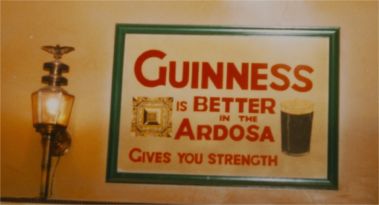 GUINNESS
IS BETTER
IN THE
ARDOSA
GIVES YOU STRENGTH